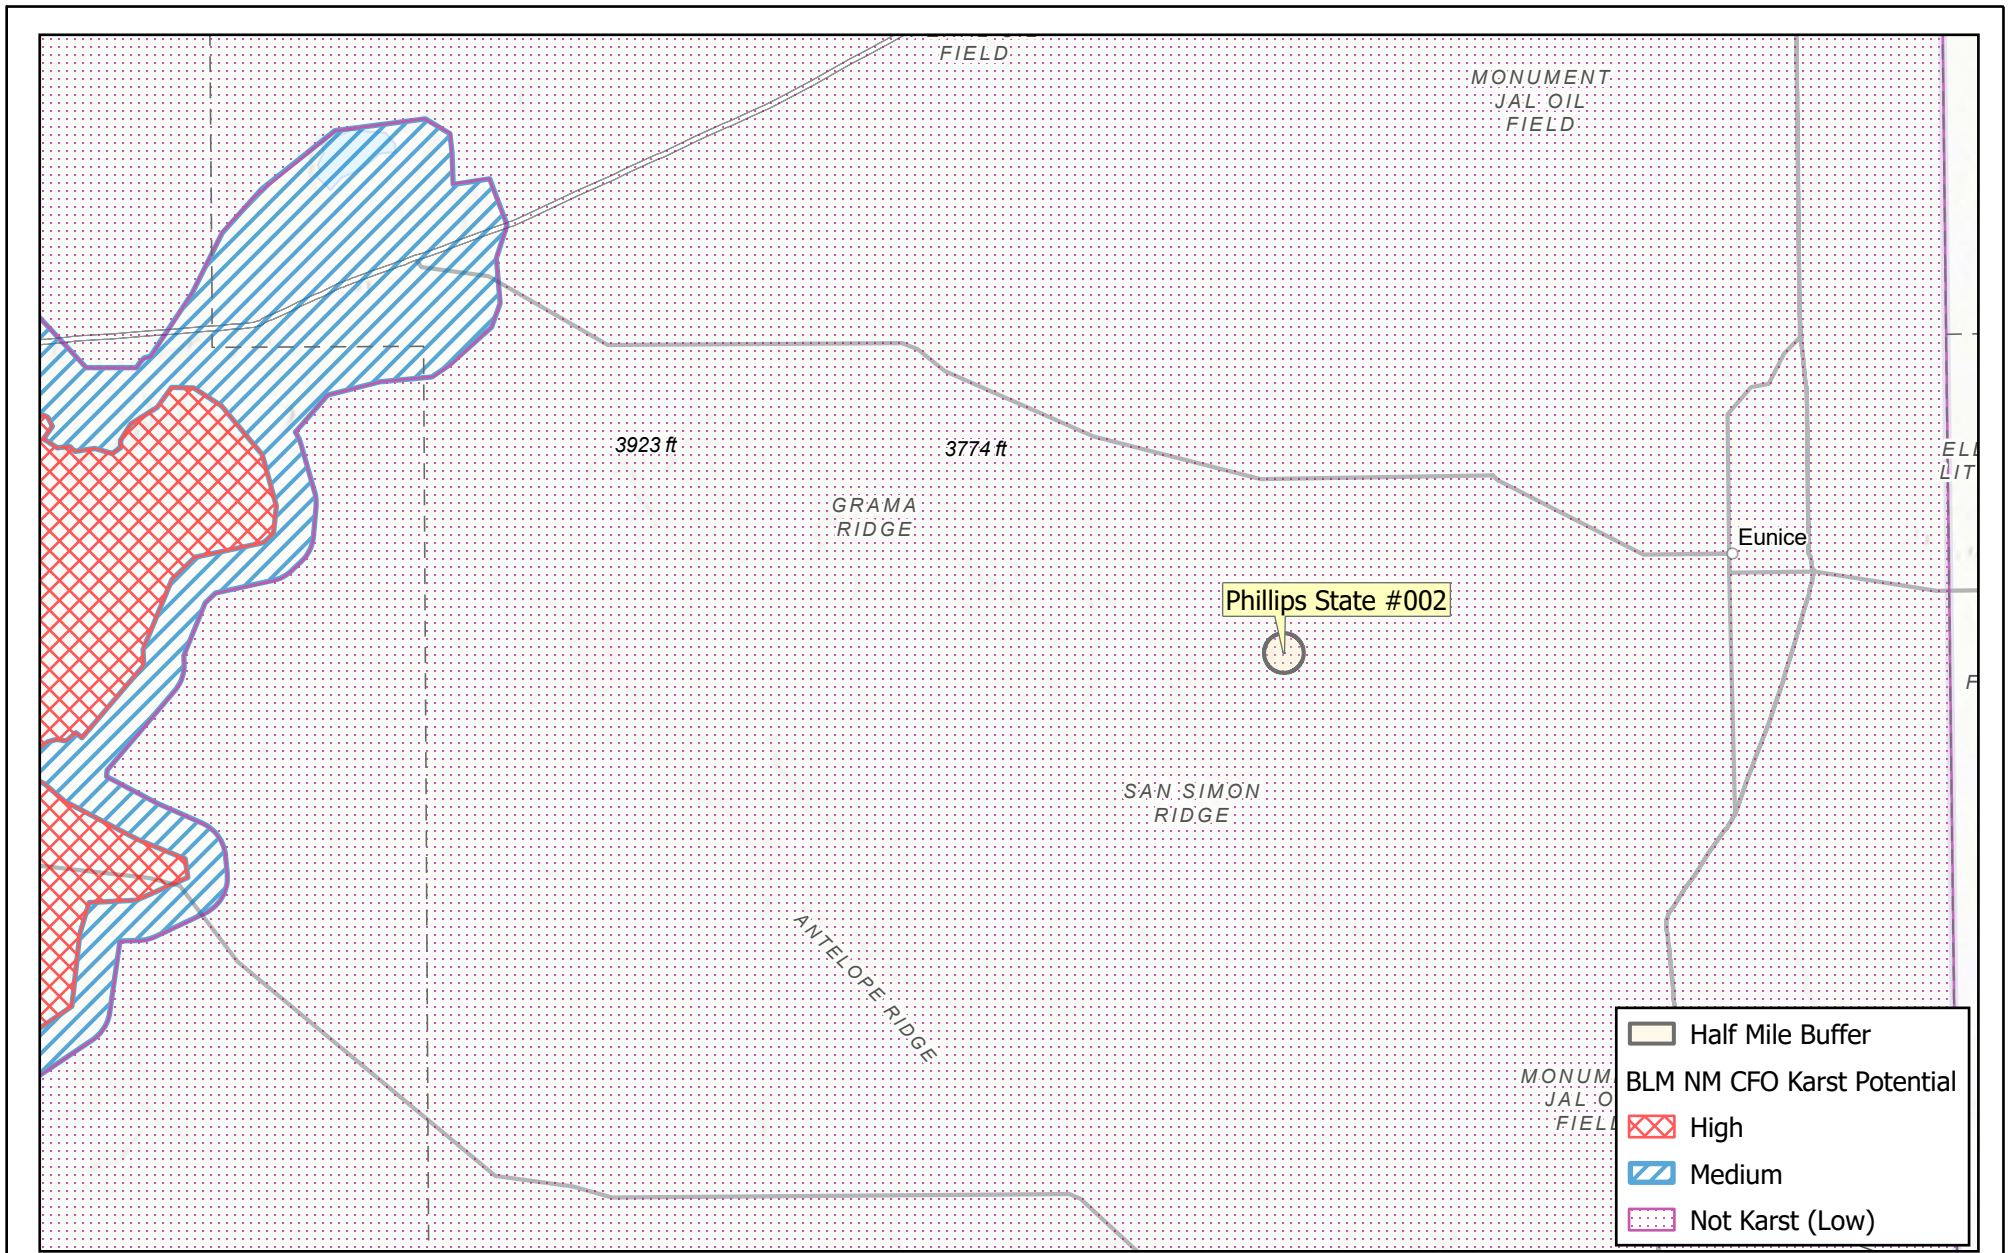 FIELD
MONUMENT
JAL OIL
FIELD
3923 ft
3774 ft
GRAMA
RIDGE
Eunice
Phillips State #002
SAN SIMON
RIDGE
ANTELOPE RIDGE
Half Mile Buffer
BLM NM CFO Karst Potential
High
Medium
Not Karst (Low)